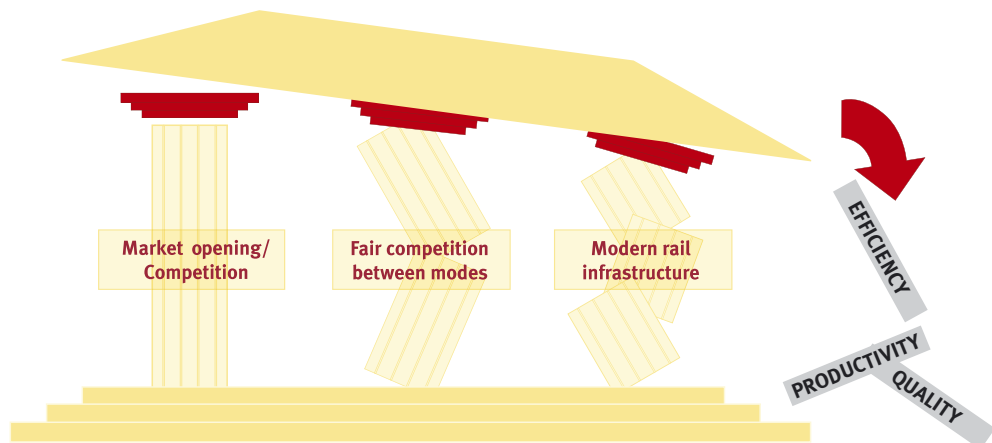 Market opening/
Competition
Fair competition
between modes
Modern rail
infrastructure
EFFICIENCY
PRODUCTIVITY
QUALITY